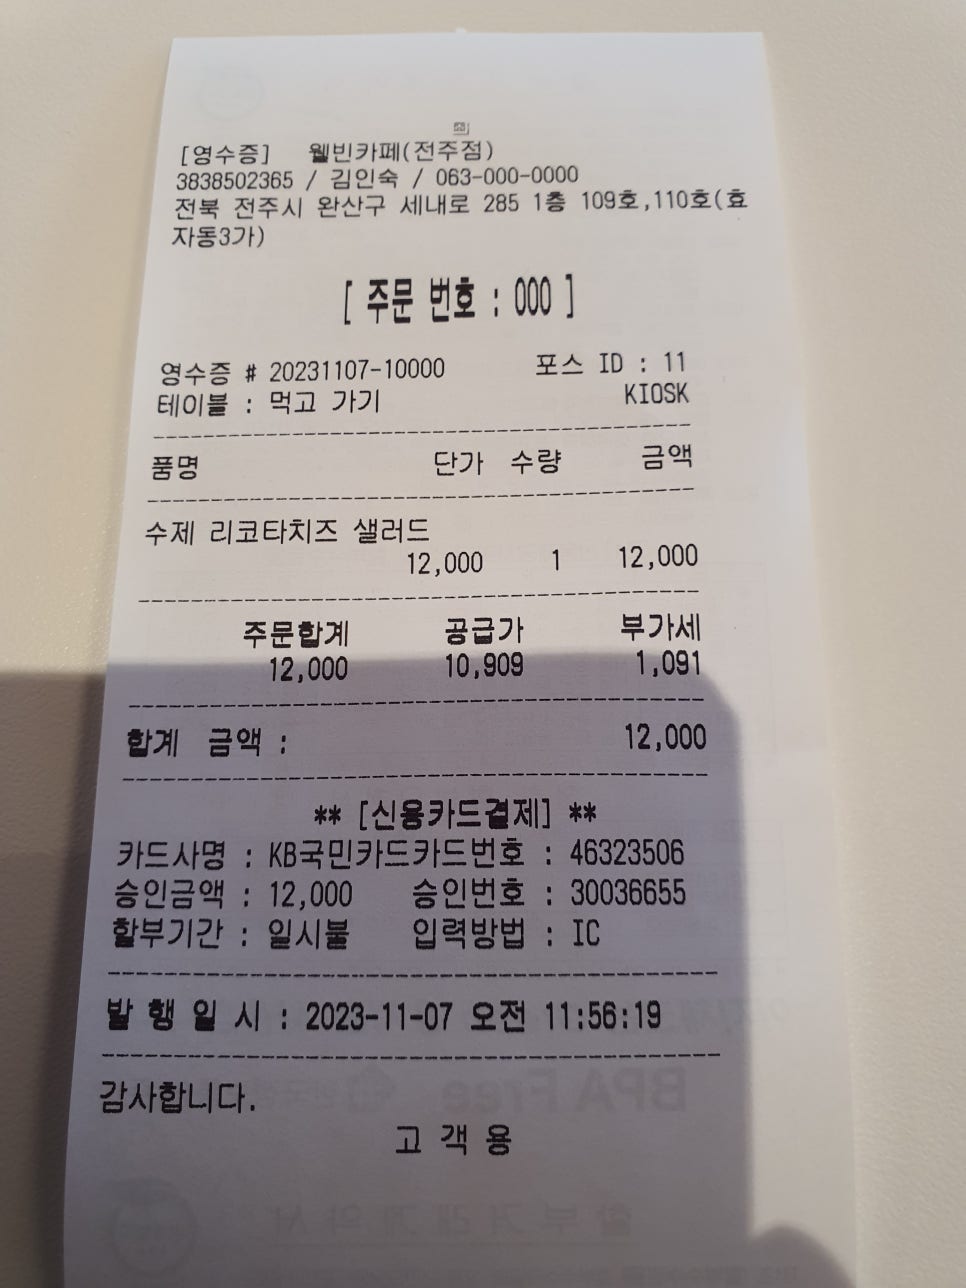 [영수증] 웰빈카페(전주점)
3838502365 / 김인숙 / 063-000-0000
전북 전주시 완산구 세내로 285 1층 109호,110호(효
자동3가)
[ 주문 번호 : 000 ]
영수증 # 20231107-10000 포스 ID : 11
테이블 : 먹고 가기 KIOSK
품명 단가 수량 금액
수제 리코타치즈 샐러드
12,000 1 12,000
주문합계 공급가 부가세
12,000 10,909 1,091
합계 금액 : 12,000
** [신용카드결제] **
카드사명 : KB국민카드카드번호 : 46323506
승인금액 : 12,000 승인번호 : 30036655
할부기간 : 일시불 입력방법 : IC
발 행 일 시 : 2023-11-07 오전 11:56:19
감사합니다.
고 객 용
BPA Free
할부거래계약서